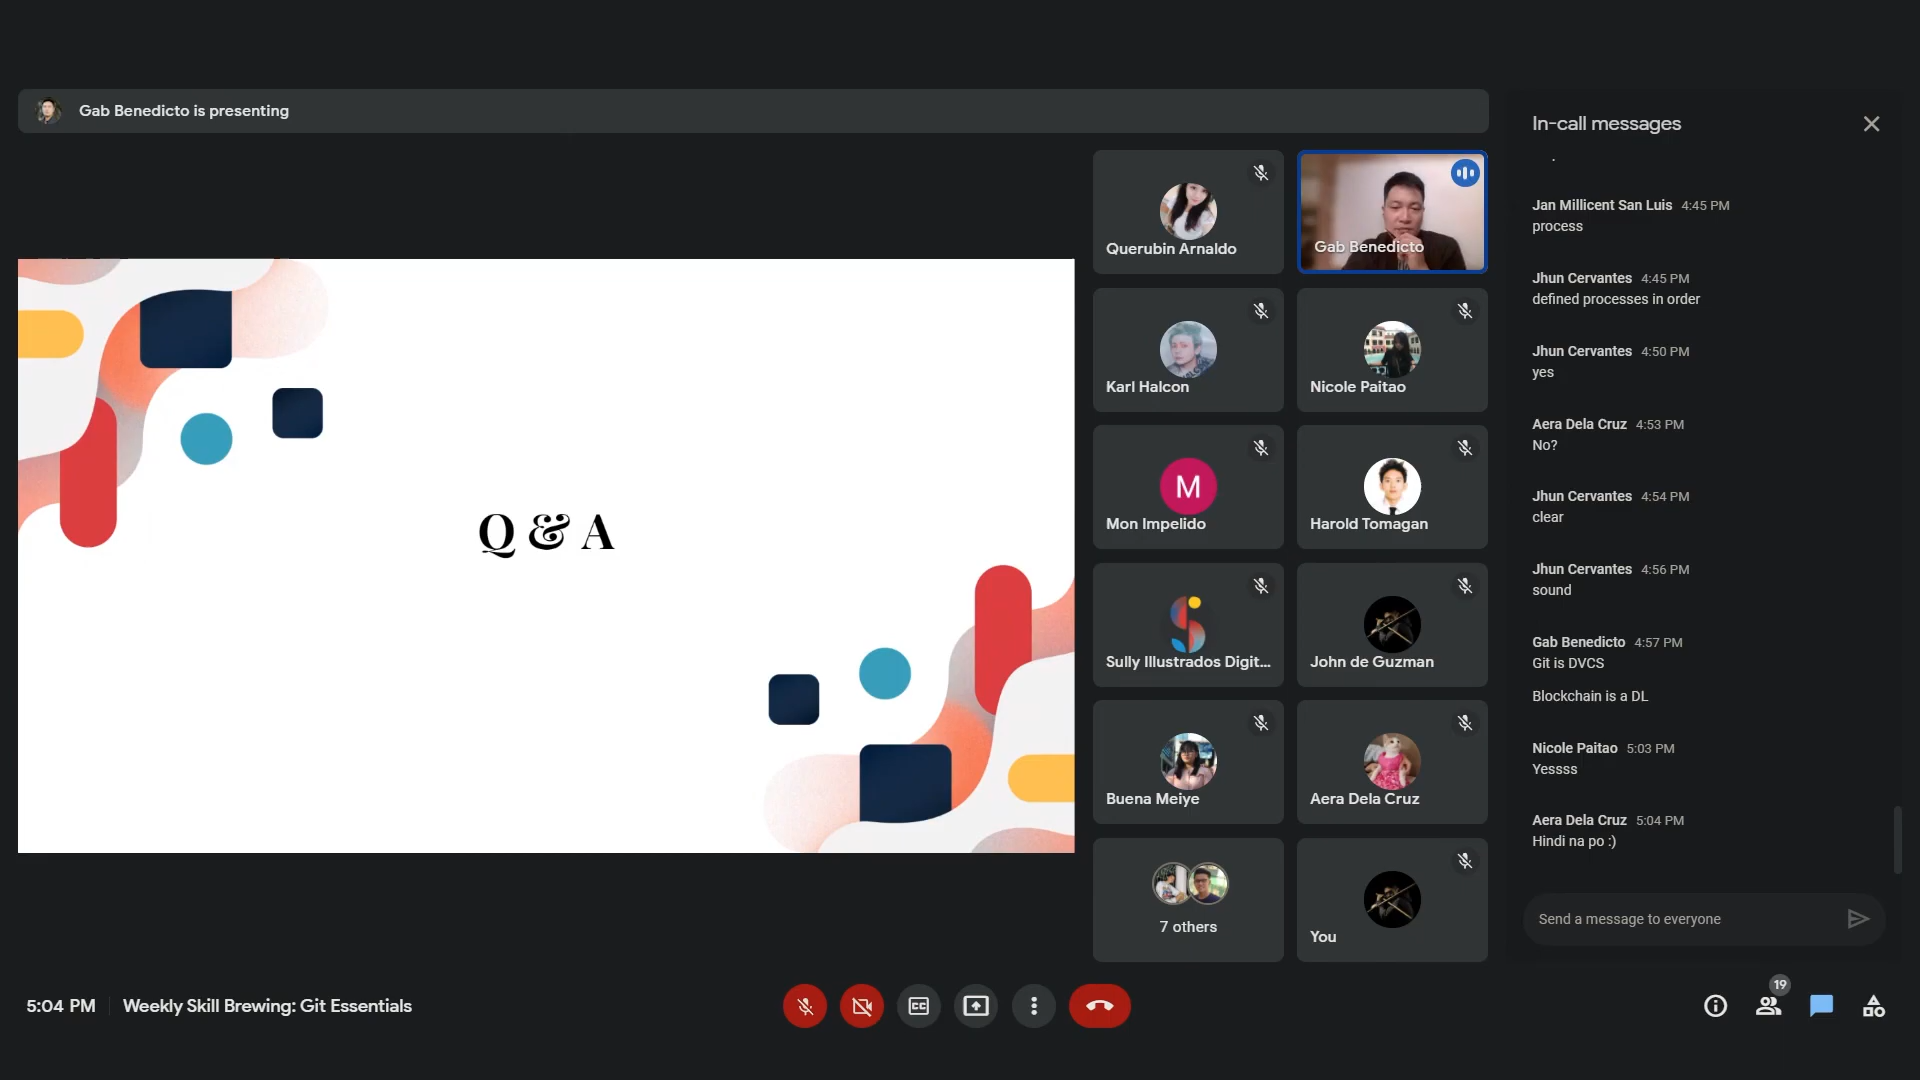 Gab Benedicto is presenting
Q & A
Querubin Arnaldo
Gab Benedicto
Karl Halcon
Nicole Paitao
M
Mon Impelido
Harold Tomagan
Sully Illustrados Digit...
John de Guzman
Buena Meiye
Aera Dela Cruz
7 others
You
In-call messages
Jan Millicent San Luis 4:45 PM
process
Jhun Cervantes 4:45 PM
defined processes in order
Jhun Cervantes 4:50 PM
yes
Aera Dela Cruz 4:53 PM
No?
Jhun Cervantes 4:54 PM
clear
Jhun Cervantes 4:56 PM
sound
Gab Benedicto 4:57 PM
Git is DVCS
Blockchain is a DL
Nicole Paitao 5:03 PM
Yessss
Aera Dela Cruz 5:04 PM
Hindi na po :)
Send a message to everyone
5:04 PM Weekly Skill Brewing: Git Essentials
CC
19